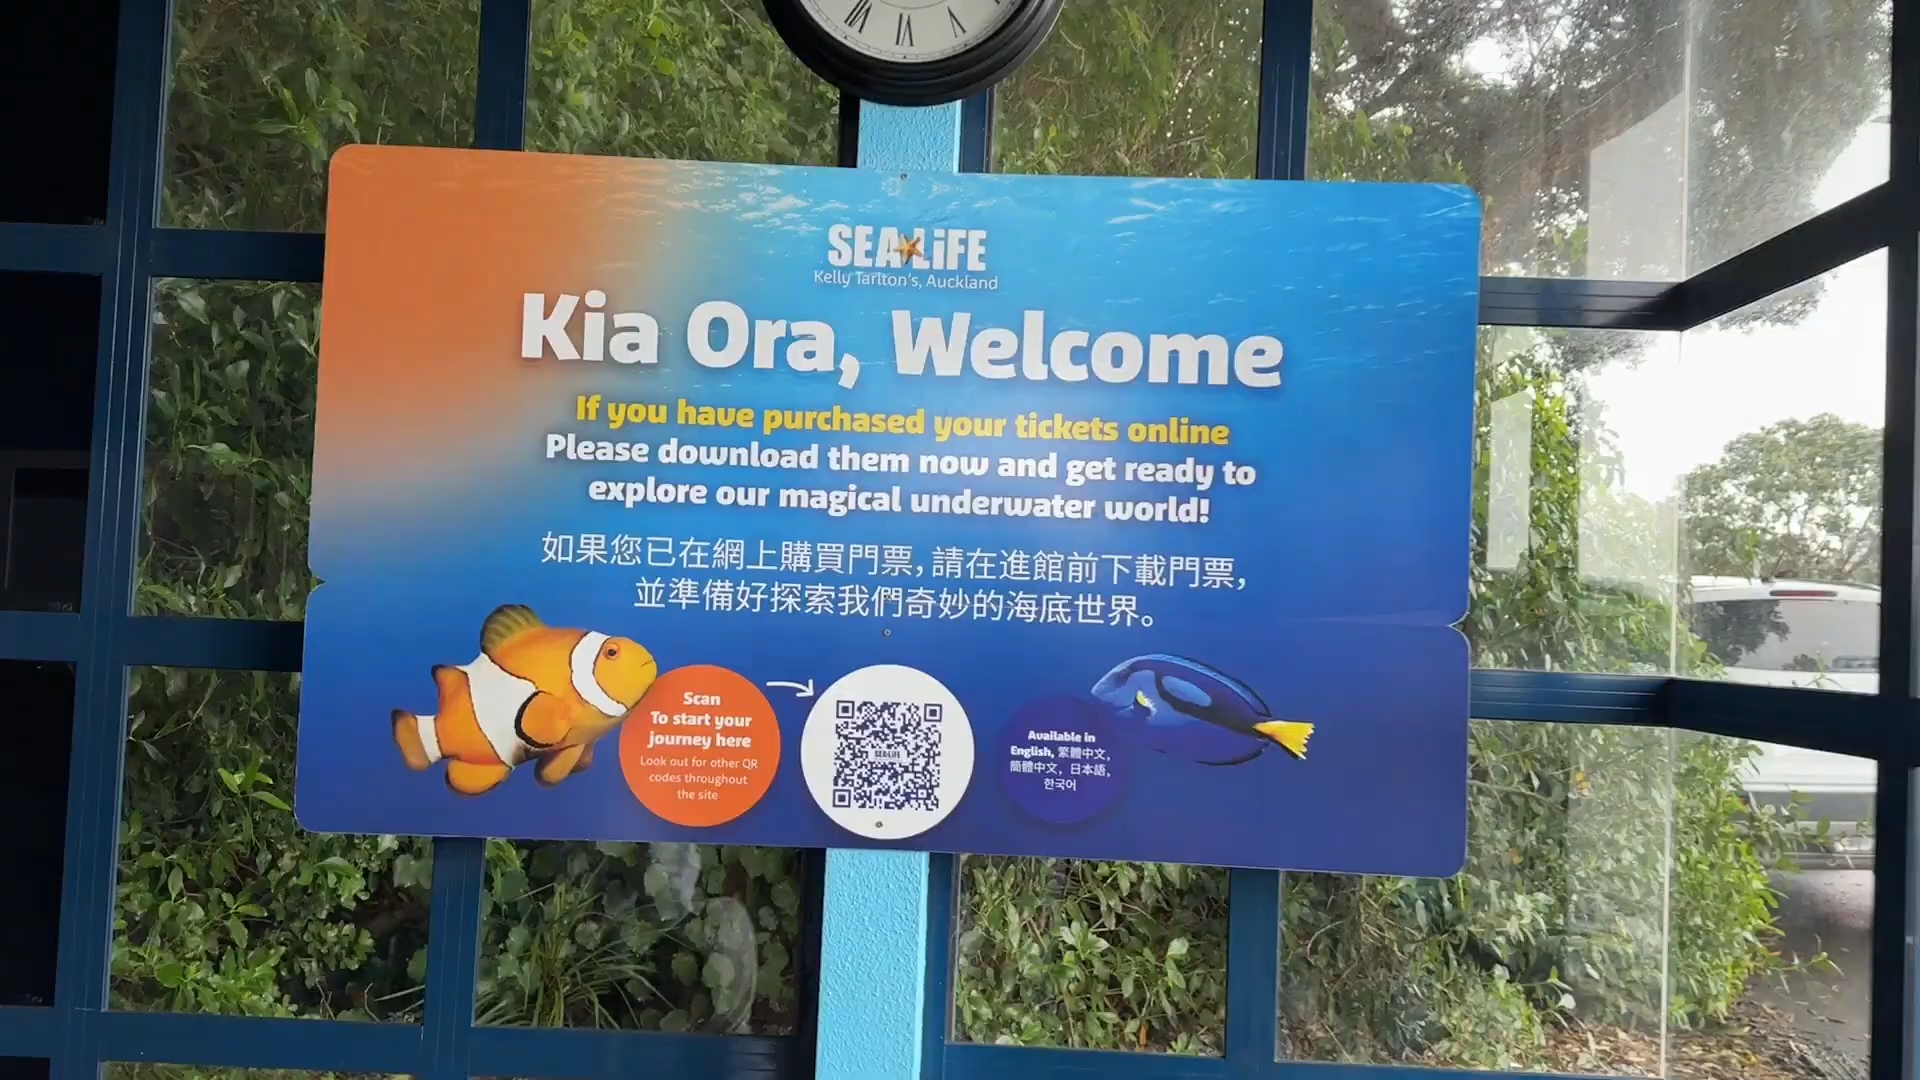 SEA LiFE
Kelly Tarlton's, Auckland
Kia Ora, Welcome
If you have purchased your tickets online
Please download them now and get ready to
explore our magical underwater world!
如果您已在網上購買門票，請在進館前下載門票，
並準備好探索我們奇妙的海底世界。
Scan
To start your
journey here
Look out for other QR
codes throughout
the site
SEA LiFE
Available in
English, 繁體中文,
簡體中文, 日本語,
한국어